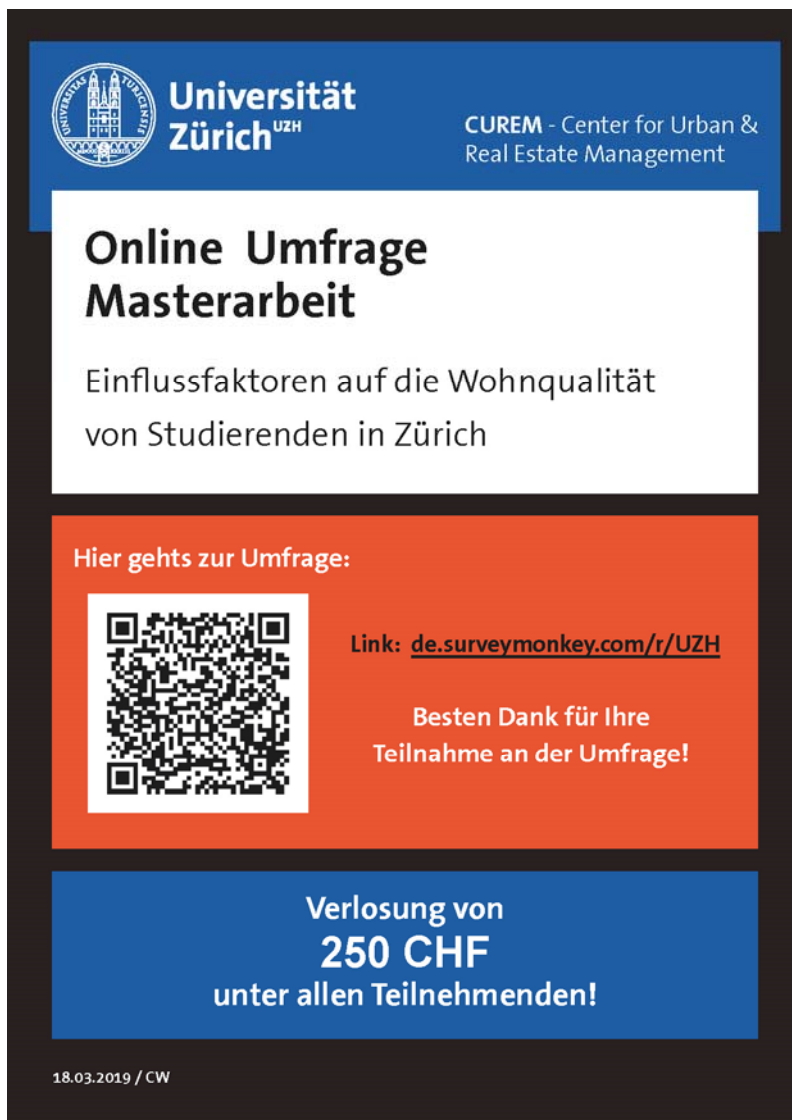 UNIVERSITAS TURICENSIS
Universität
Zürich UZH
CUREM - Center for Urban &
Real Estate Management
Online Umfrage
Masterarbeit
Einflussfaktoren auf die Wohnqualität
von Studierenden in Zürich
Hier gehts zur Umfrage:
Link: de.surveymonkey.com/r/UZH
Besten Dank für Ihre
Teilnahme an der Umfrage!
Verlosung von
250 CHF
unter allen Teilnehmenden!
18.03.2019 / CW